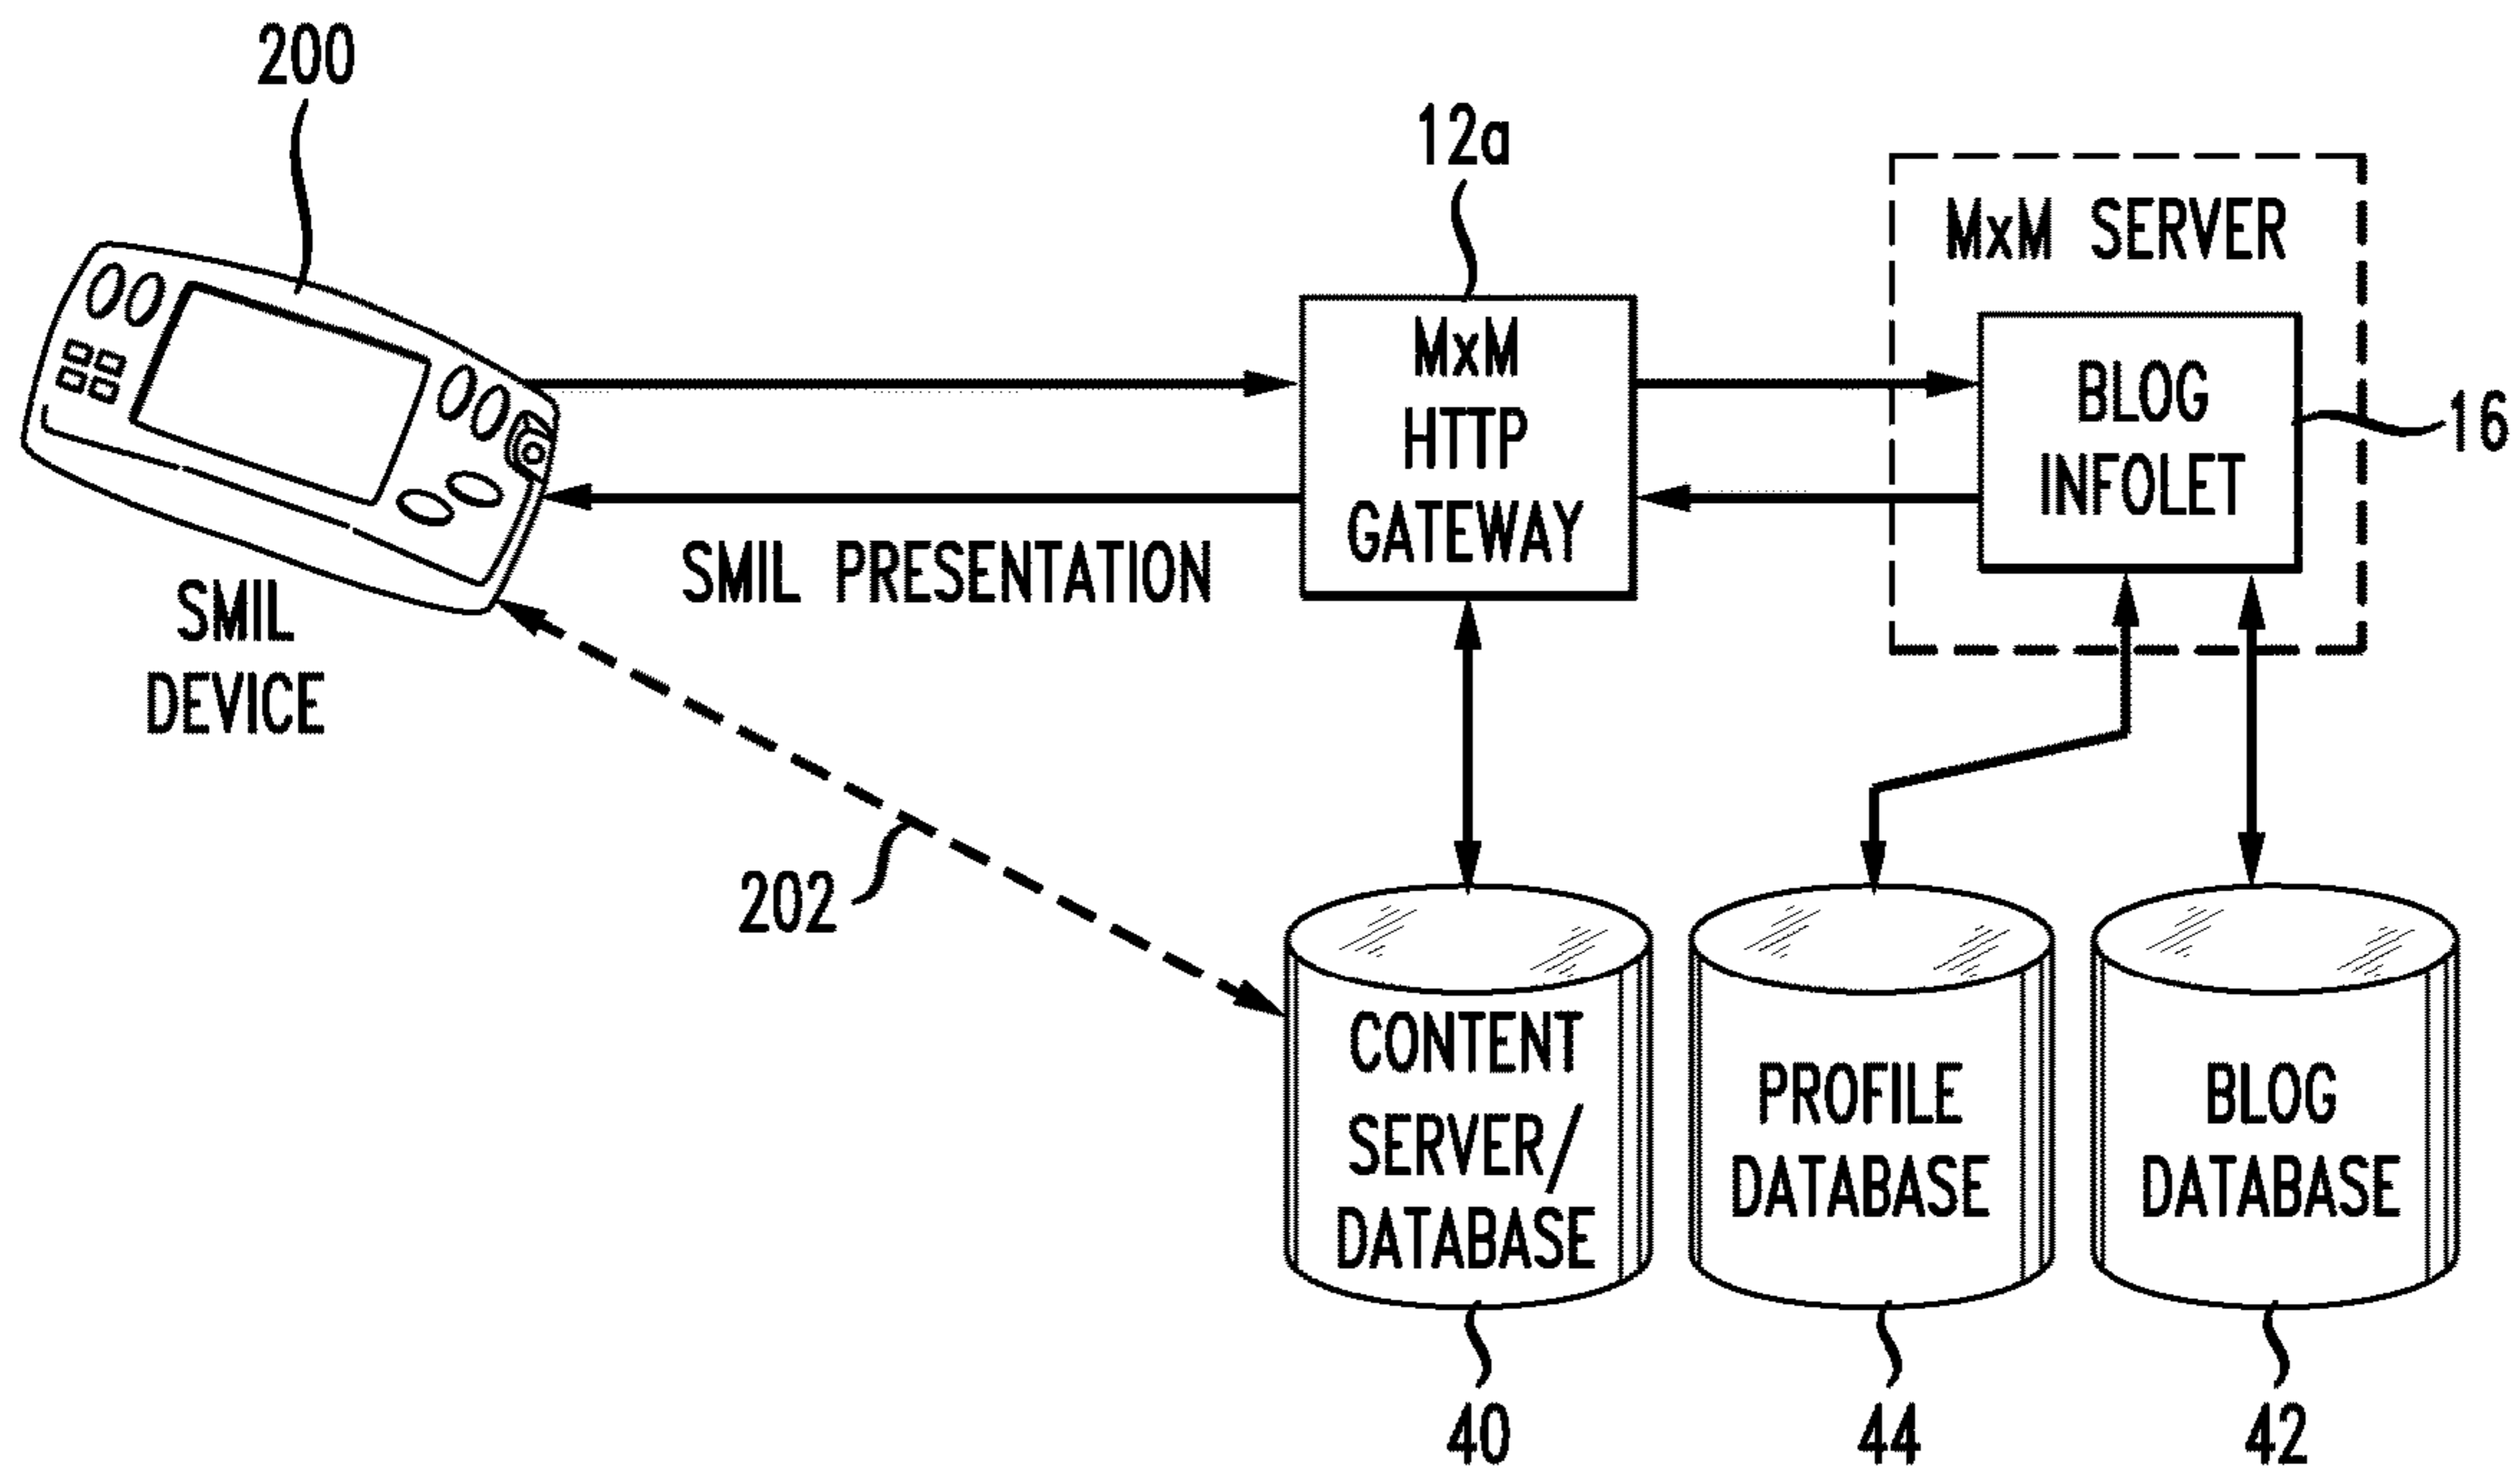 200
12a
MxM SERVER
MxM
HTTP
GATEWAY
BLOG
INFOLET
16
SMIL PRESENTATION
SMIL
DEVICE
202
CONTENT
SERVER/
DATABASE
PROFILE
DATABASE
BLOG
DATABASE
40
44
42